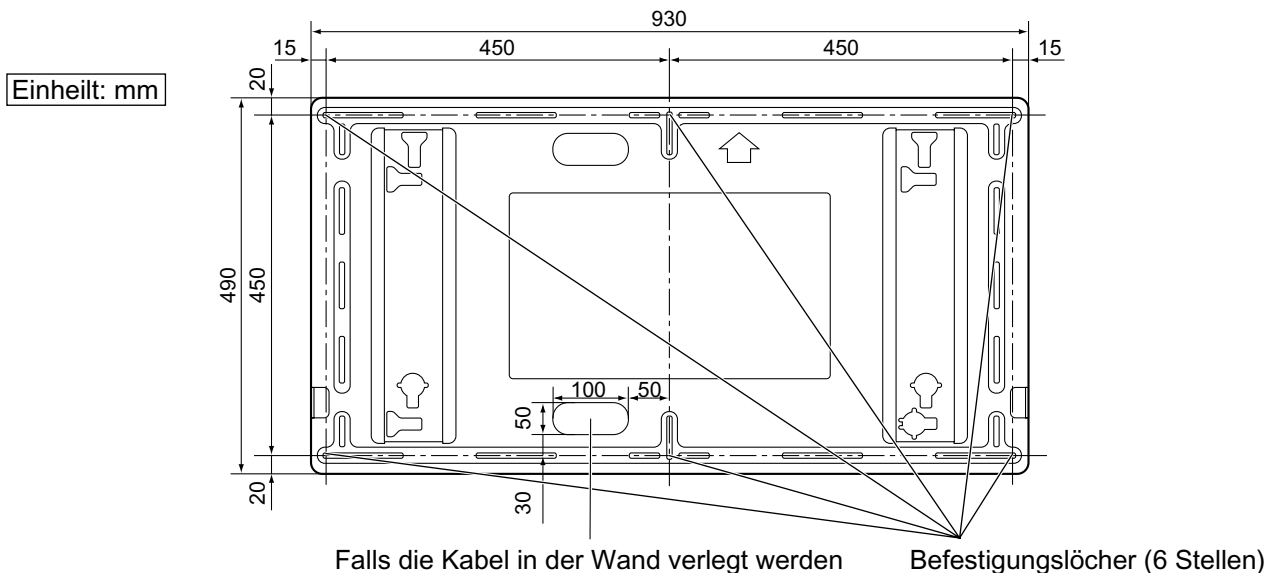 930
15 450 450 15
Einheilt: mm
20
490
450
100 50
50
20
30
Falls die Kabel in der Wand verlegt werden
Befestigungslöcher (6 Stellen)